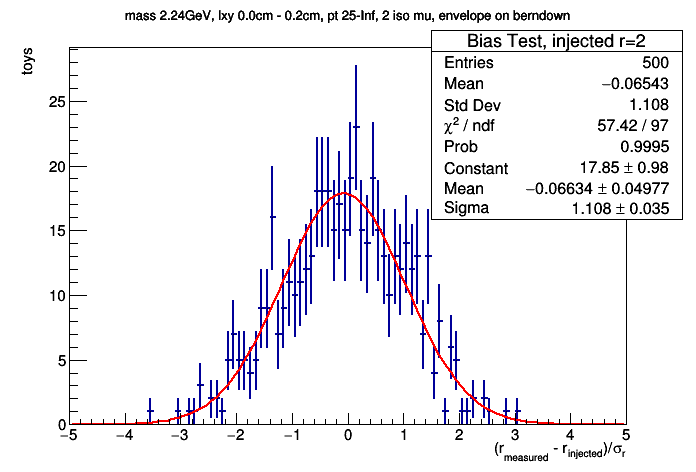 mass 2.24GeV, lxy 0.0cm - 0.2cm, pt 25-Inf, 2 iso mu, envelope on berndown
toys
Bias Test, injected r=2
Entries 500
Mean −0.06543
Std Dev 1.108
χ² / ndf 57.42 / 97
Prob 0.9995
Constant 17.85 ± 0.98
Mean −0.06634 ± 0.04977
Sigma 1.108 ± 0.035
25
20
15
10
5
0
−5 −4 −3 −2 −1 0 1 2 3 4 5
(r_measured - r_injected)/σ_r